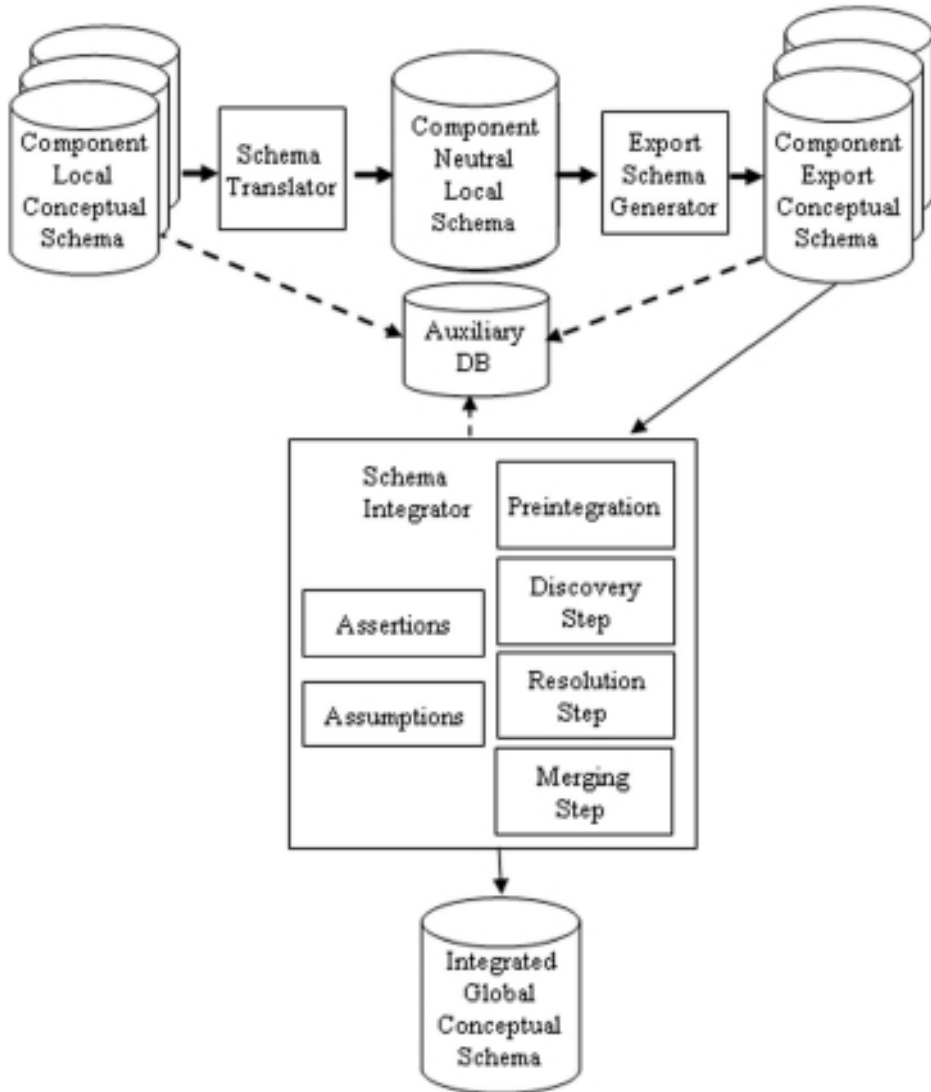 Component
Local
Conceptual
Schema
Schema
Translator
Component
Neutral
Local
Schema
Export
Schema
Generator
Component
Export
Conceptual
Schema
Auxiliary
DB
Schema
Integrator
Preintegration
Discovery
Step
Assertions
Resolution
Step
Assumptions
Merging
Step
Integrated
Global
Conceptual
Schema